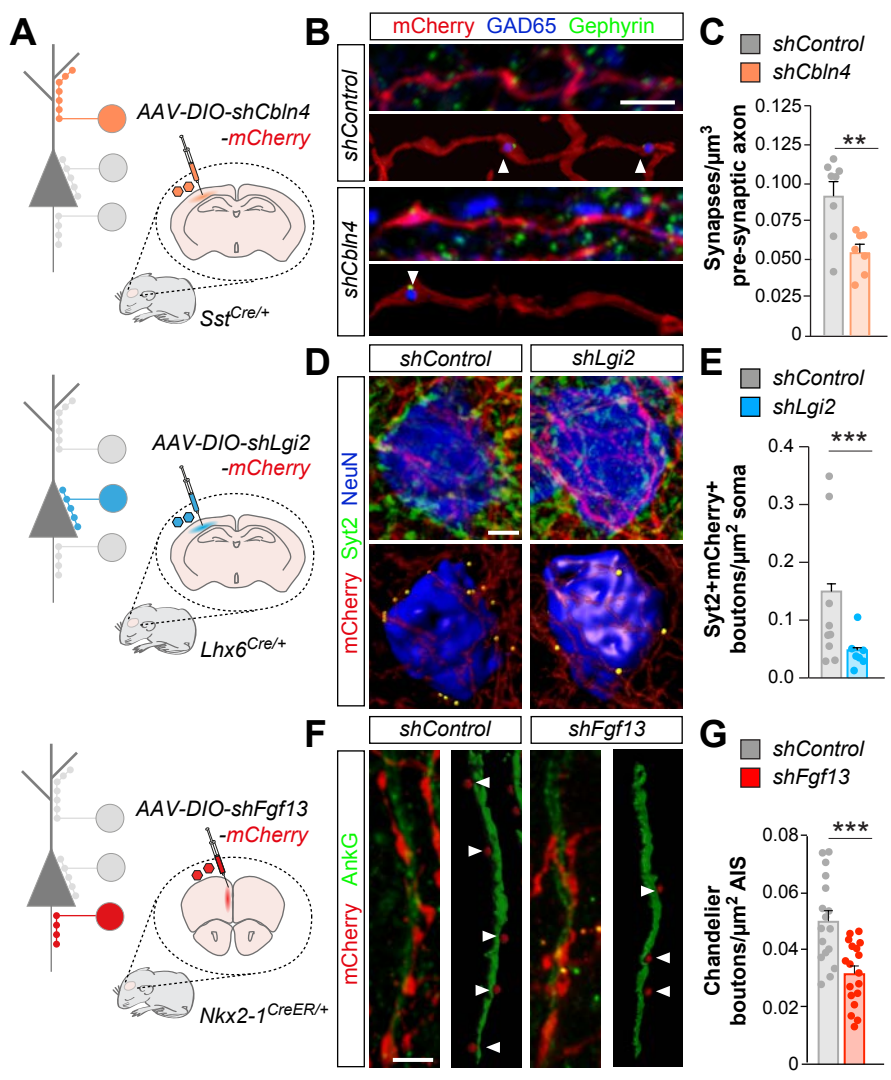 A
AAV-DIO-shCbln4
-mCherry
Sst^Cre/+
B
mCherry GAD65 Gephyrin
shControl
shCbln4
C
shControl
shCbln4
Synapses/μm³
pre-synaptic axon
**
0.125
0.125
0.100
0.050
0.025
0
AAV-DIO-shLgi2
-mCherry
Lhx6^Cre/+
D
shControl
shLgi2
mCherry Syt2 NeuN
E
shControl
shLgi2
Syt2+mCherry+
boutons/μm² soma
***
0.4
0.3
0.2
0.1
0.0
AAV-DIO-shFgf13
-mCherry
Nkx2-1^CreER/+
F
shControl
shFgf13
mCherry AnkG
G
shControl
shFgf13
Chandelier
boutons/μm² AIS
***
0.08
0.06
0.04
0.02
0